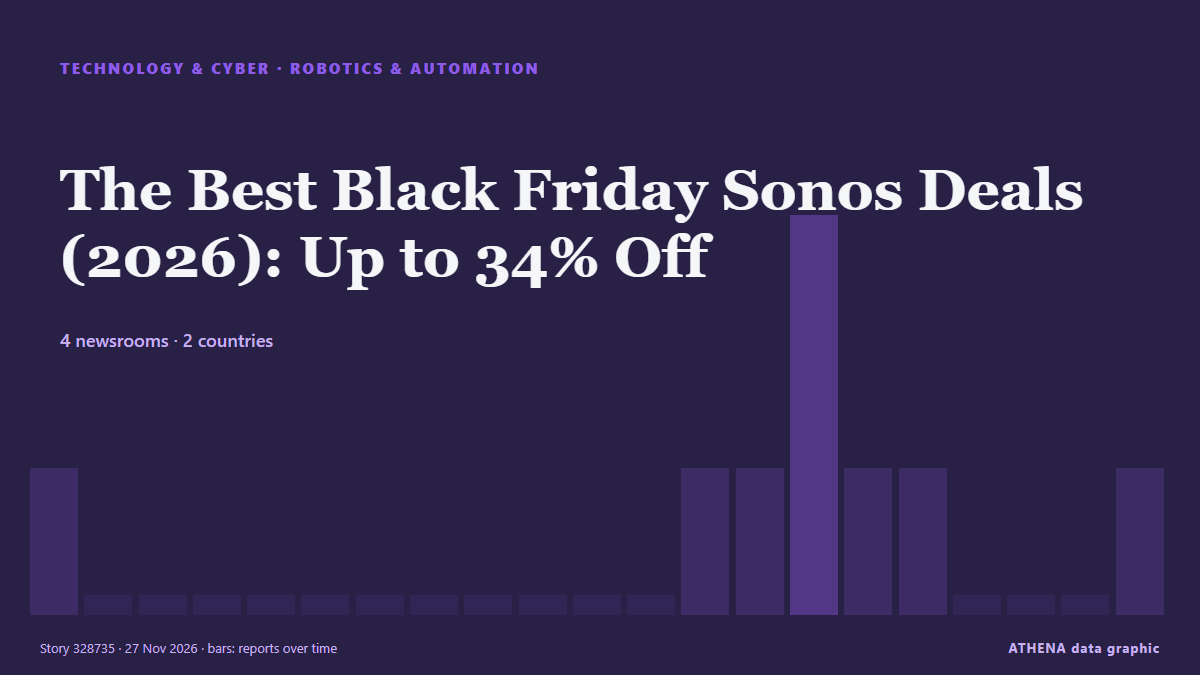 TECHNOLOGY & CYBER · ROBOTICS & AUTOMATION
The Best Black Friday Sonos Deals
(2026): Up to 34% Off
4 newsrooms · 2 countries
Story 328735 · 27 Nov 2026 · bars: reports over time
ATHENA data graphic